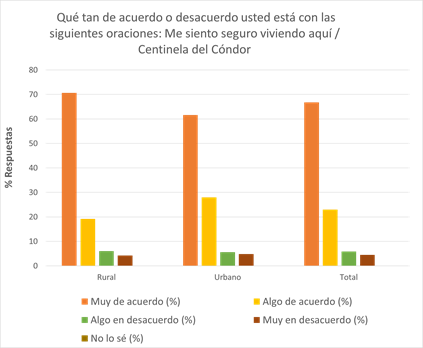 Qué tan de acuerdo o desacuerdo usted está con las
siguientes oraciones: Me siento seguro viviendo aquí /
Centinela del Cóndor
% Respuestas
80
70
60
50
40
30
20
10
0
Rural Urbano Total
Muy de acuerdo (%) Algo de acuerdo (%)
Algo en desacuerdo (%) Muy en desacuerdo (%)
No lo sé (%)